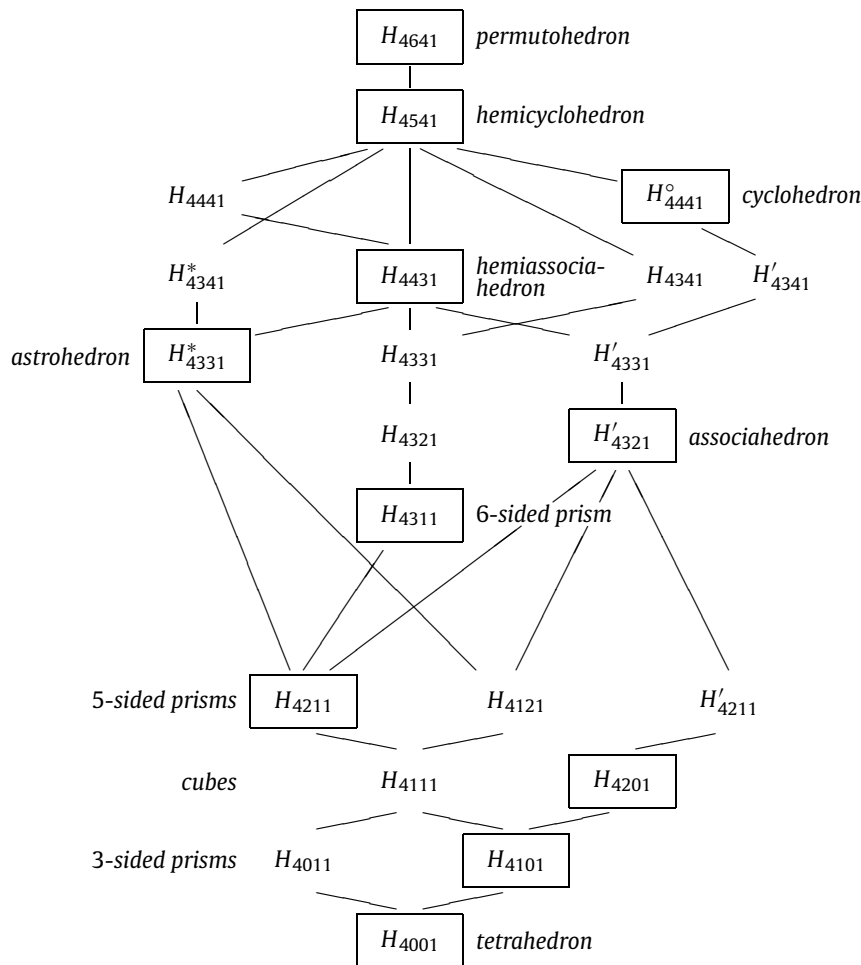 H₄₆₄₁ permutohedron
H₄₅₄₁ hemicyclohedron
H₄₄₄₁ H°₄₄₄₁ cyclohedron
H*₄₃₄₁ H₄₄₃₁ hemiassocia-
hedron H₄₃₄₁ H′₄₃₄₁
astrohedron H*₄₃₃₁ H₄₃₃₁ H′₄₃₃₁
H₄₃₂₁ H′₄₃₂₁ associahedron
H₄₃₁₁ 6-sided prism
5-sided prisms H₄₂₁₁ H₄₁₂₁ H′₄₂₁₁
cubes H₄₁₁₁ H₄₂₀₁
3-sided prisms H₄₀₁₁ H₄₁₀₁
H₄₀₀₁ tetrahedron